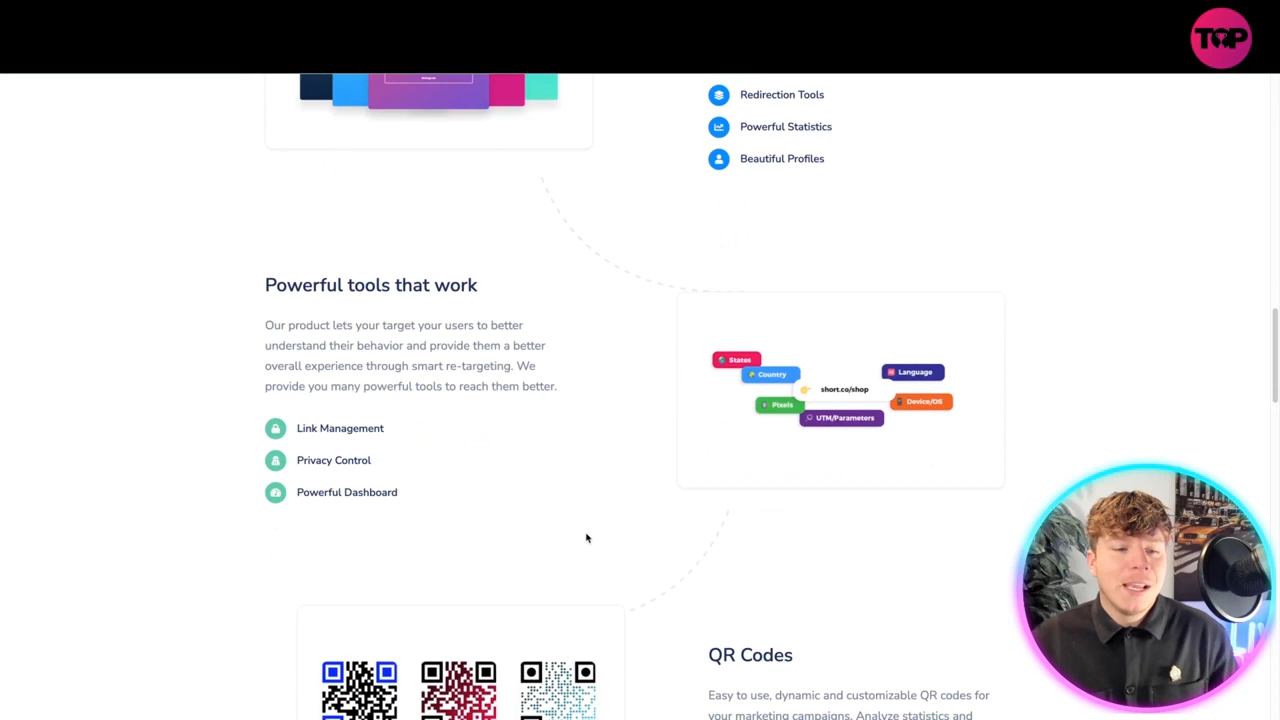 TOP
Redirection Tools
Powerful Statistics
Beautiful Profiles
Powerful tools that work
Our product lets your target your users to better
understand their behavior and provide them a better
overall experience through smart re-targeting. We
provide you many powerful tools to reach them better.
Link Management
Privacy Control
Powerful Dashboard
States
Country
Language
short.co/shop
Pixels
Device/OS
UTM/Parameters
QR Codes
Easy to use, dynamic and customizable QR codes for
your marketing campaigns. Analyze statistics and